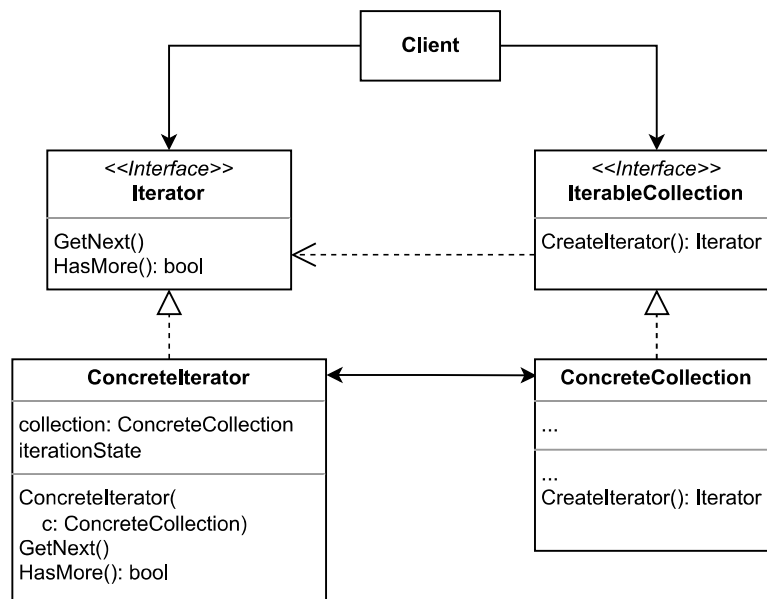 Client
<<Interface>>
Iterator
GetNext()
HasMore(): bool
<<Interface>>
IterableCollection
CreateIterator(): Iterator
ConcreteIterator
collection: ConcreteCollection
iterationState
ConcreteIterator(
c: ConcreteCollection)
GetNext()
HasMore(): bool
ConcreteCollection
...
...
CreateIterator(): Iterator